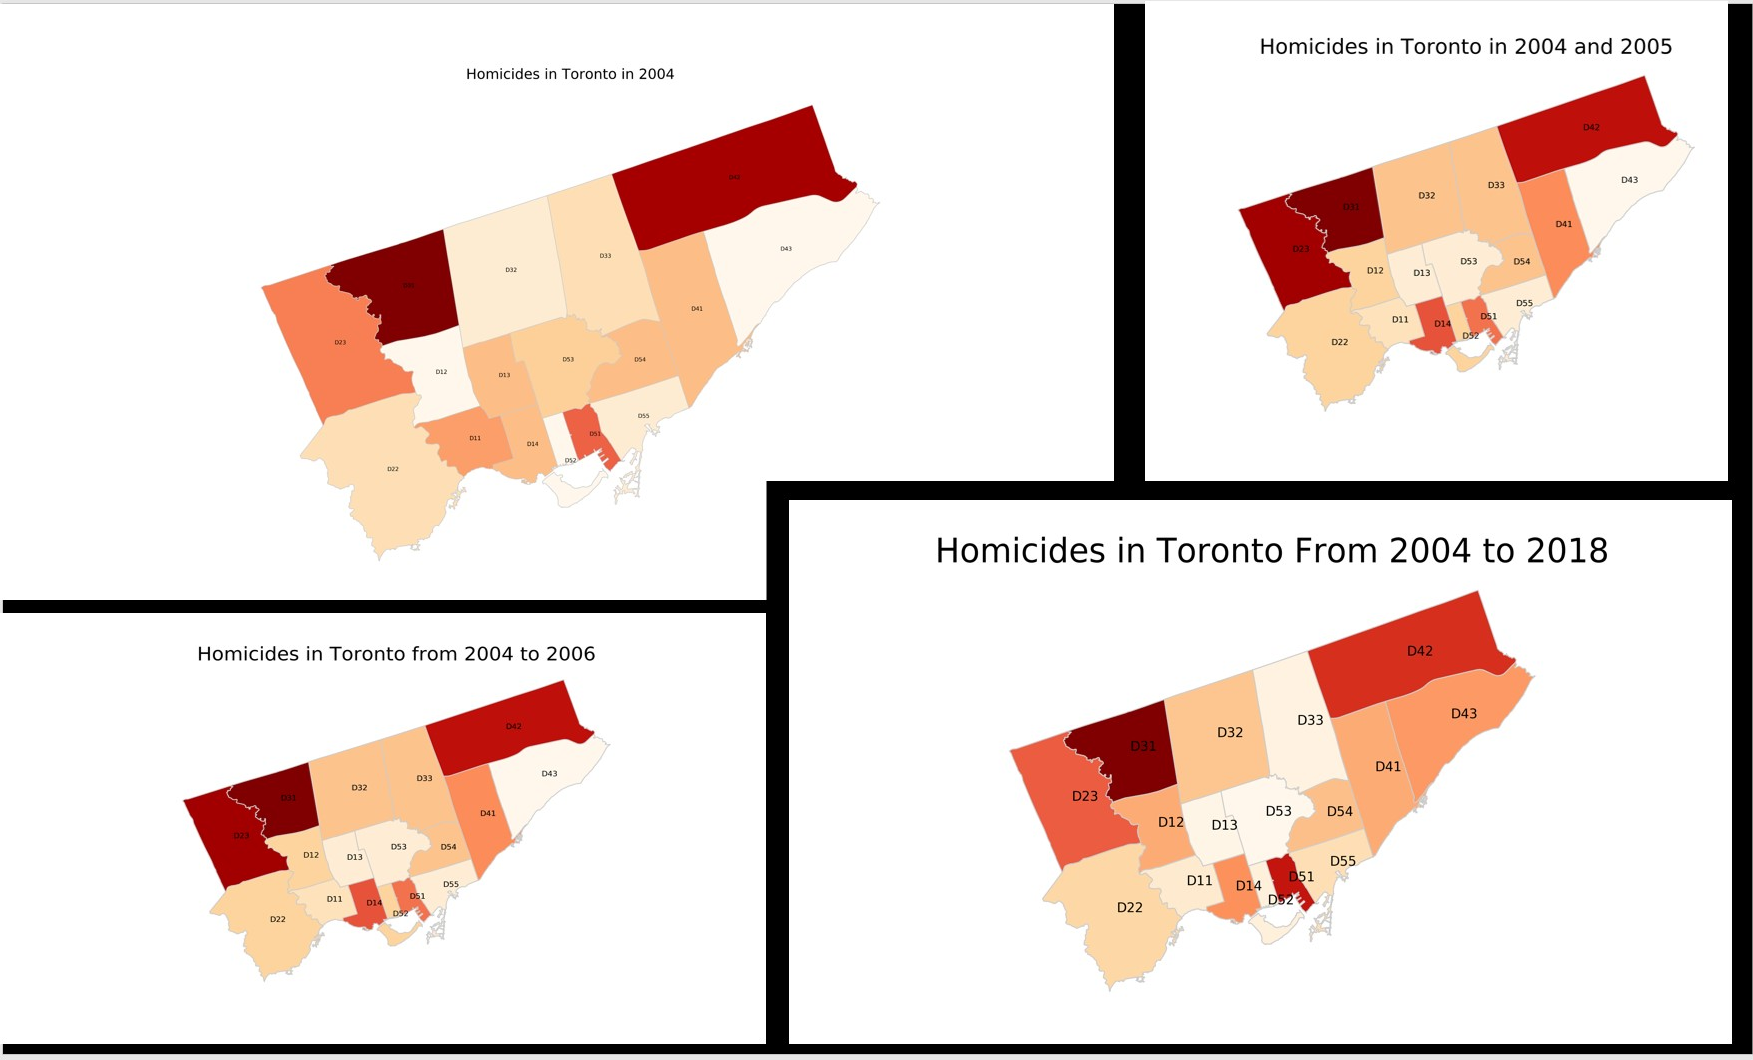 Homicides in Toronto in 2004
D42
D43
D33
D32
D31
D41
D23
D54
D53
D13
D12
D55
D51
D11
D14
D52
D22
Homicides in Toronto in 2004 and 2005
D42
D43
D33
D32
D31
D41
D23
D54
D53
D12
D13
D55
D51
D11
D14
D52
D22
Homicides in Toronto from 2004 to 2006
D42
D43
D33
D32
D31
D41
D23
D54
D53
D12
D13
D55
D51
D11
D14
D52
D22
Homicides in Toronto From 2004 to 2018
D42
D43
D33
D32
D31
D41
D23
D54
D53
D12
D13
D55
D51
D11
D14
D52
D22